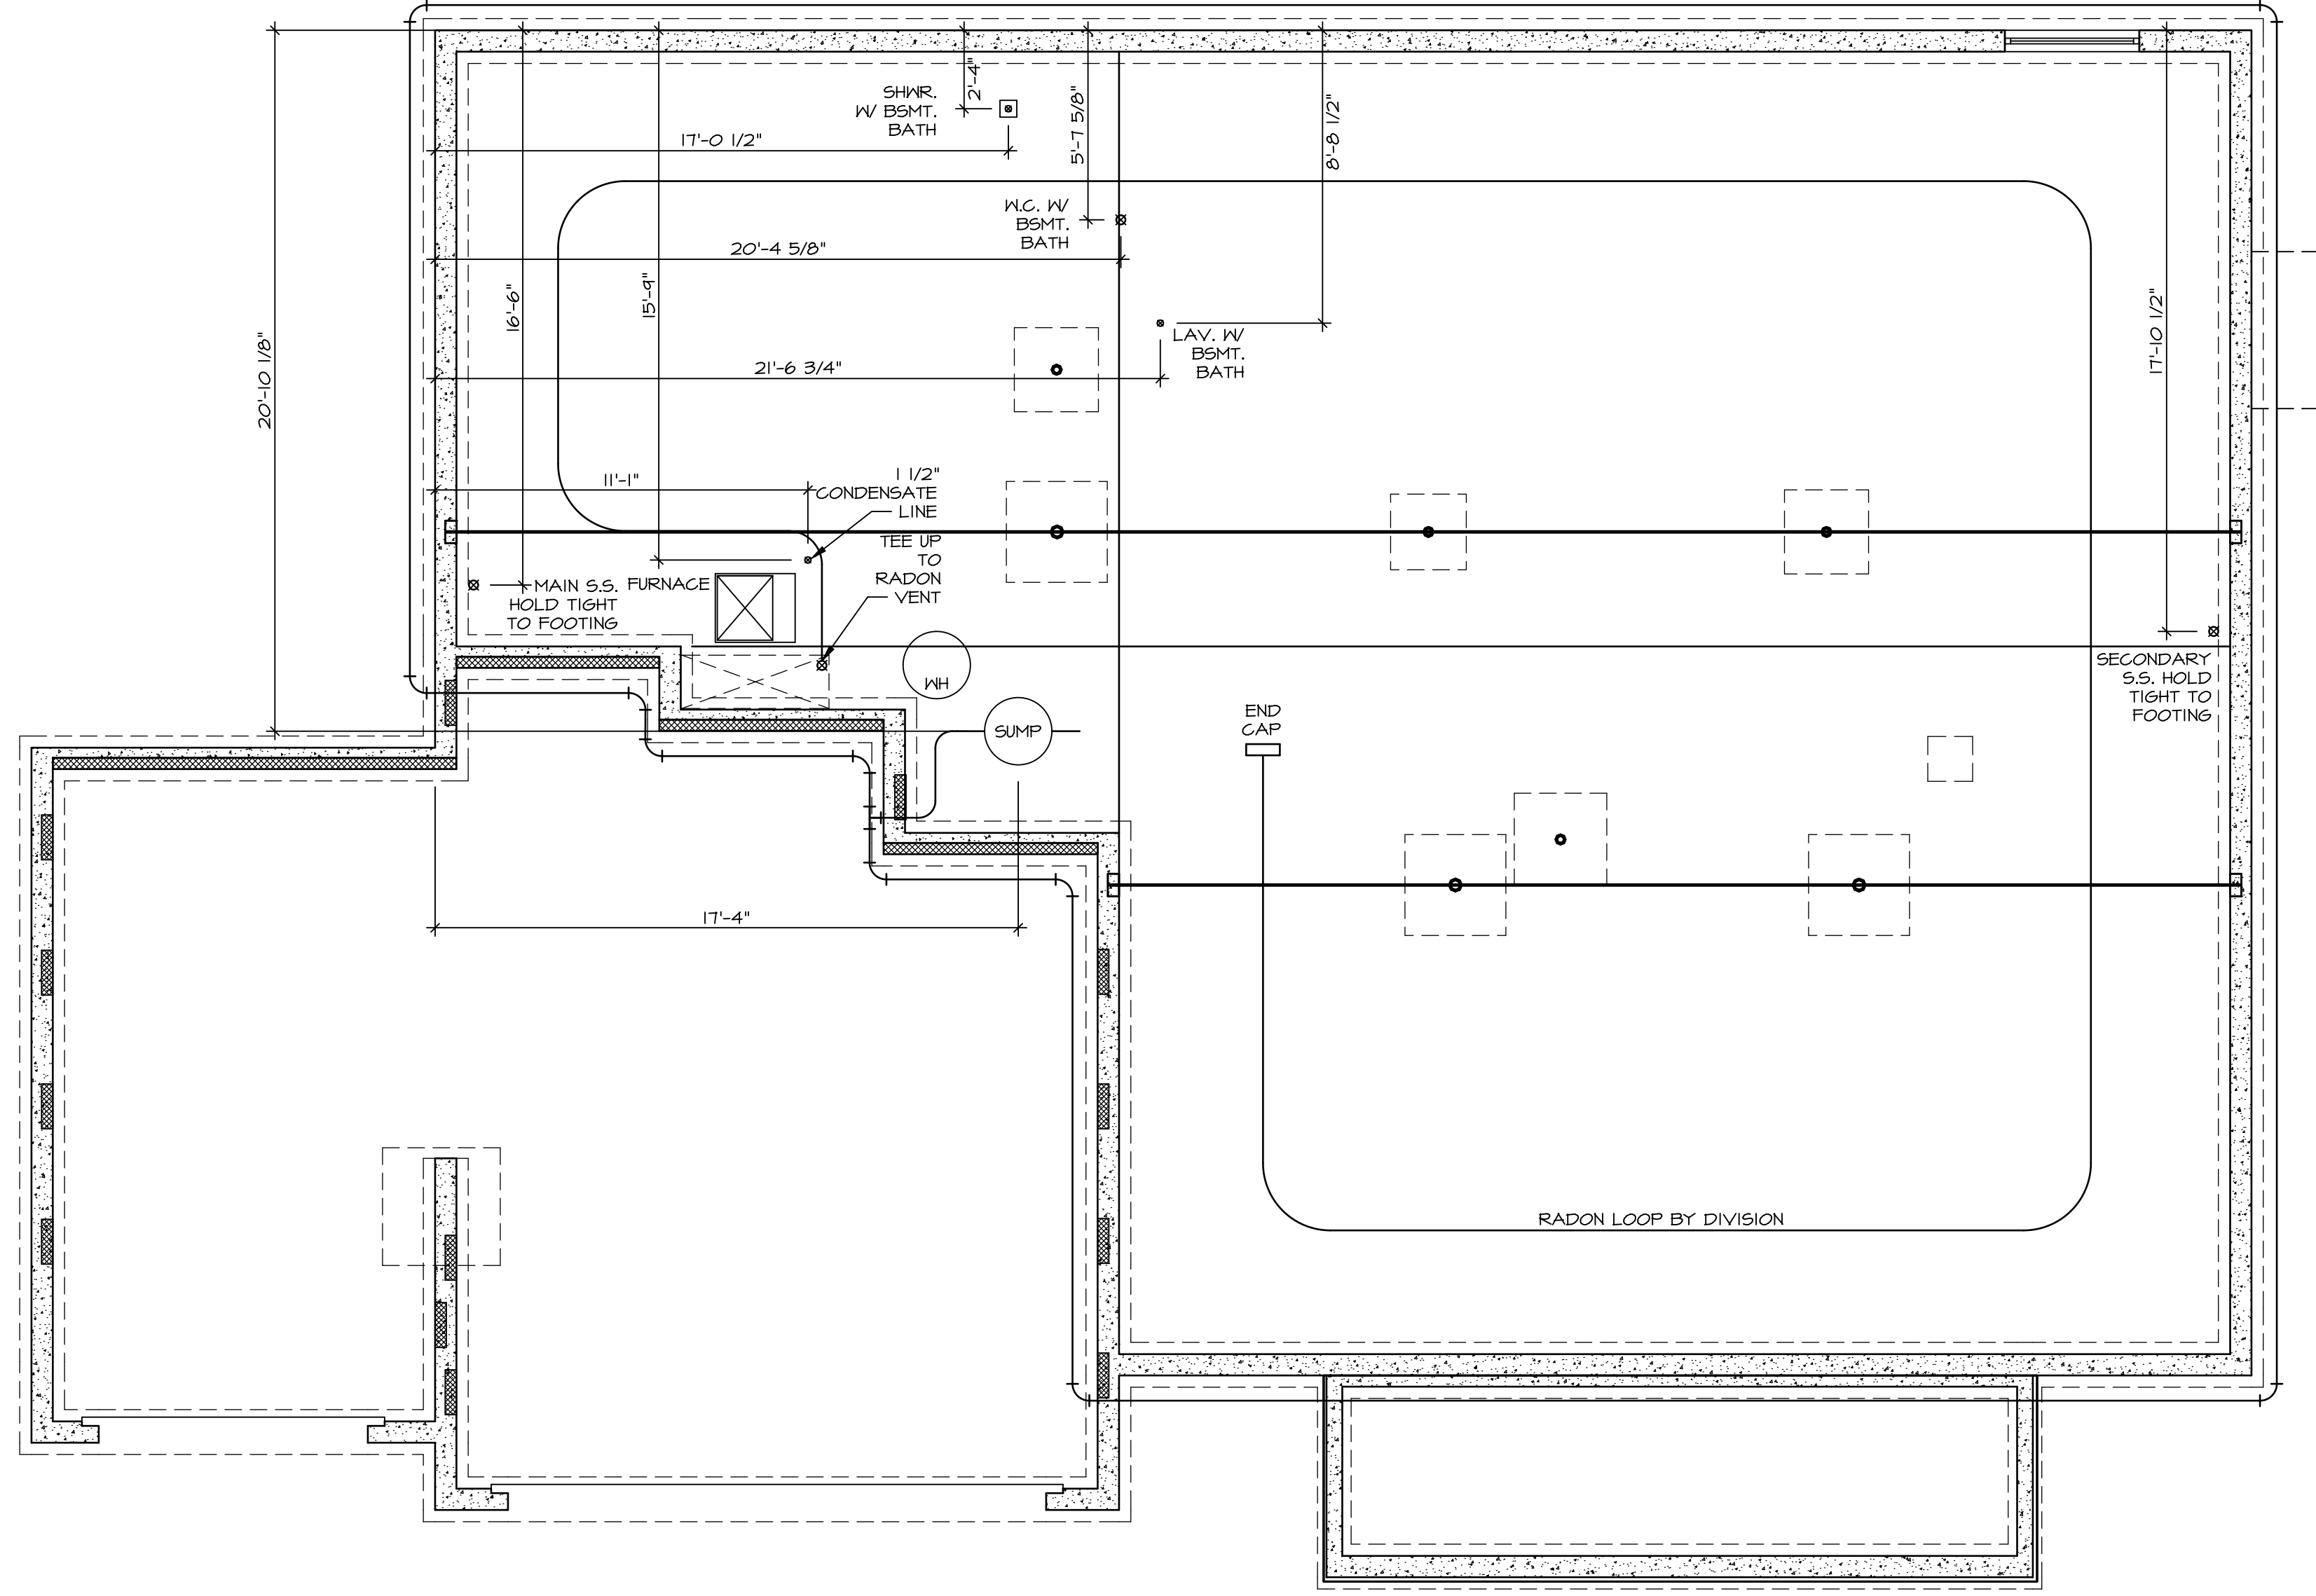 2'-4"
SHWR.
W/ BSMT.
BATH
17'-0 1/2"
5'-7 5/8"
8'-8 1/2"
W.C. W/
BSMT.
BATH
20'-4 5/8"
16'-6"
15'-9"
17'-10 1/2"
20'-10 1/8"
LAV. W/
BSMT.
BATH
21'-6 3/4"
11'-1"
1 1/2"
CONDENSATE
LINE
TEE UP
TO
RADON
VENT
MAIN S.S.
HOLD TIGHT
TO FOOTING
FURNACE
WH
SECONDARY
S.S. HOLD
TIGHT TO
FOOTING
END
CAP
SUMP
17'-4"
RADON LOOP BY DIVISION